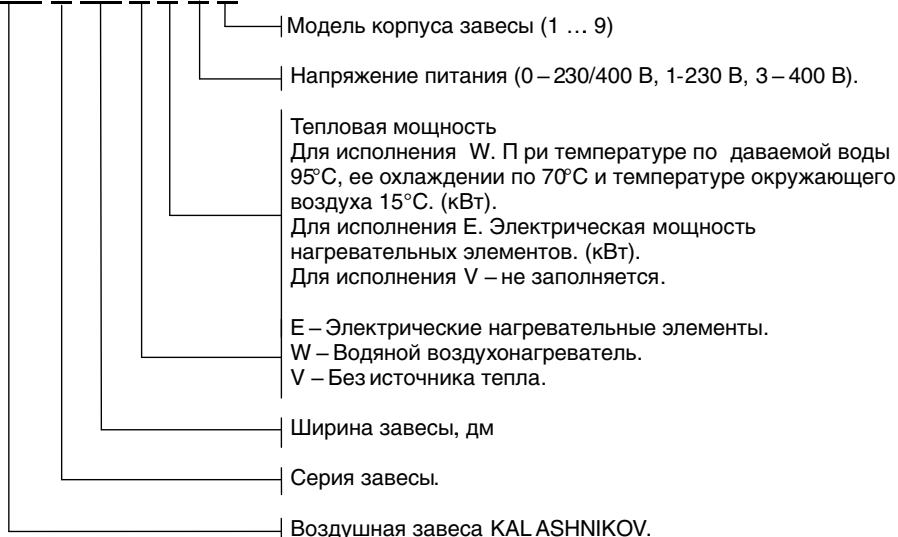 Модель корпуса завесы (1 … 9)
Напряжение питания (0 – 230/400 В, 1-230 В, 3 – 400 В).
Тепловая мощность
Для исполнения W. П ри температуре по даваемой воды
95°С, ее охлаждении по 70°С и температуре окружающего
воздуха 15°С. (кВт).
Для исполнения Е. Электрическая мощность
нагревательных элементов. (кВт).
Для исполнения V – не заполняется.
Е – Электрические нагревательные элементы.
W – Водяной воздухонагреватель.
V – Без источника тепла.
Ширина завесы, дм
Серия завесы.
Воздушная завеса KAL ASHNIKOV.